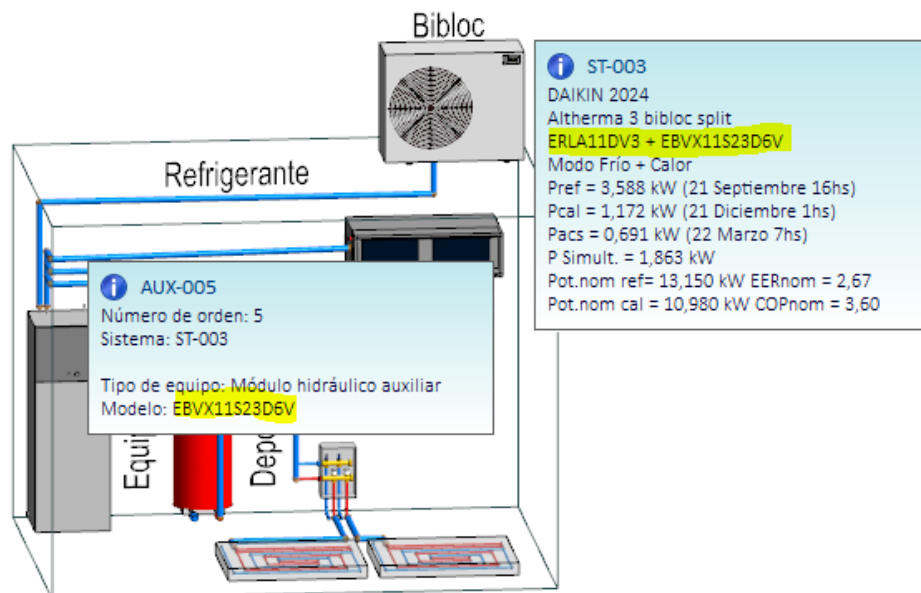 Bibloc
Refrigerante
ST-003
DAIKIN 2024
Altherma 3 bibloc split
ERLA11DV3 + EBVX11S23D6V
Modo Frío + Calor
Pref = 3,588 kW (21 Septiembre 16hs)
Pcal = 1,172 kW (21 Diciembre 1hs)
Pacs = 0,691 kW (22 Marzo 7hs)
P Simult. = 1,863 kW
Pot.nom ref= 13,150 kW EERnom = 2,67
Pot.nom cal = 10,980 kW COPnom = 3,60
AUX-005
Número de orden: 5
Sistema: ST-003
Tipo de equipo: Módulo hidráulico auxiliar
Modelo: EBVX11S23D6V
Equip
Depo